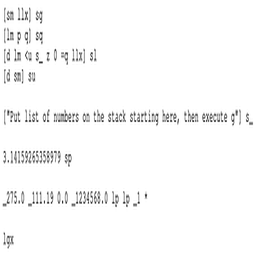 [sm llx] sg
[lm p q] sq
[d lm <u s_ z 0 =q llx] sl
[d sm] su
["Put list of numbers on the stack starting here, then execute g"] s_
3.14159265358979 sp
_275.0 _111.19 0.0 _1234568.0 lp lp _1 *
lgx